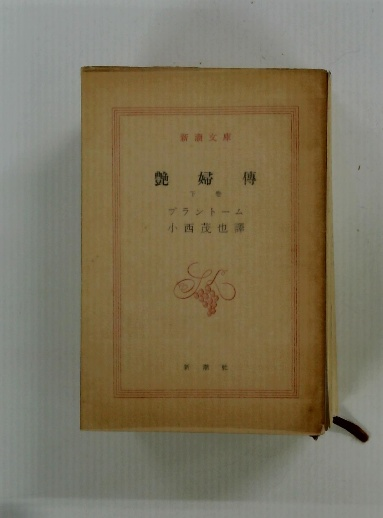 新潮文庫
艶婦傳
下巻
ブラントーム
小西茂也譯
新潮社